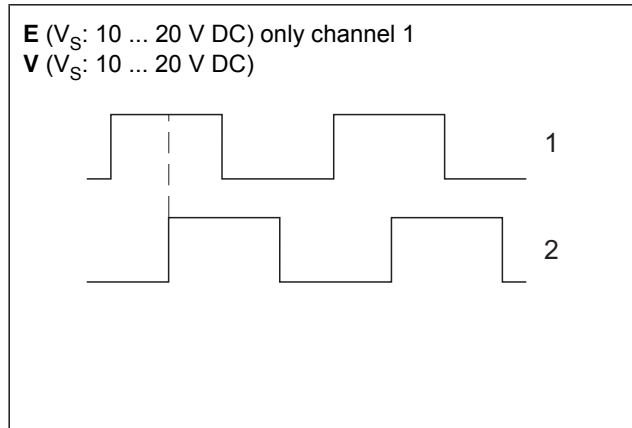 E (VS: 10 ... 20 V DC) only channel 1
V (VS: 10 ... 20 V DC)
1
2